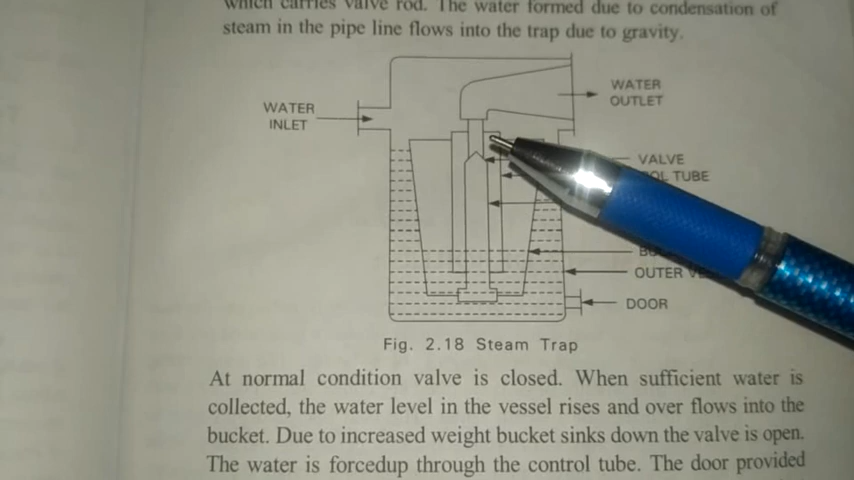 which carries valve rod. The water formed due to condensation of
steam in the pipe line flows into the trap due to gravity.
WATER
OUTLET
WATER
INLET
VALVE
TUBE
OUTER
DOOR
Fig. 2.18 Steam Trap
At normal condition valve is closed. When sufficient water is
collected, the water level in the vessel rises and over flows into the
bucket. Due to increased weight bucket sinks down the valve is open.
The water is forcedup through the control tube. The door provided